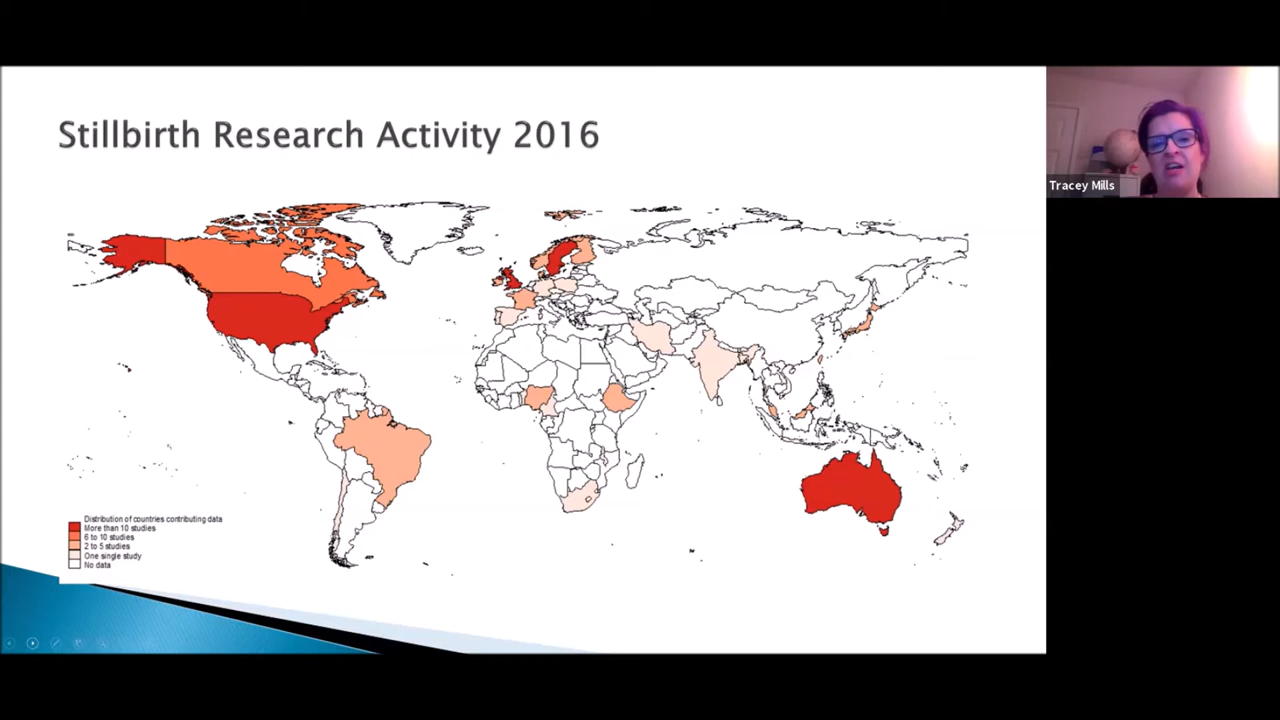 Stillbirth Research Activity 2016
Tracey Mills
Distribution of countries contributing data
More than 10 studies
6 to 10 studies
2 to 5 studies
One single study
No data